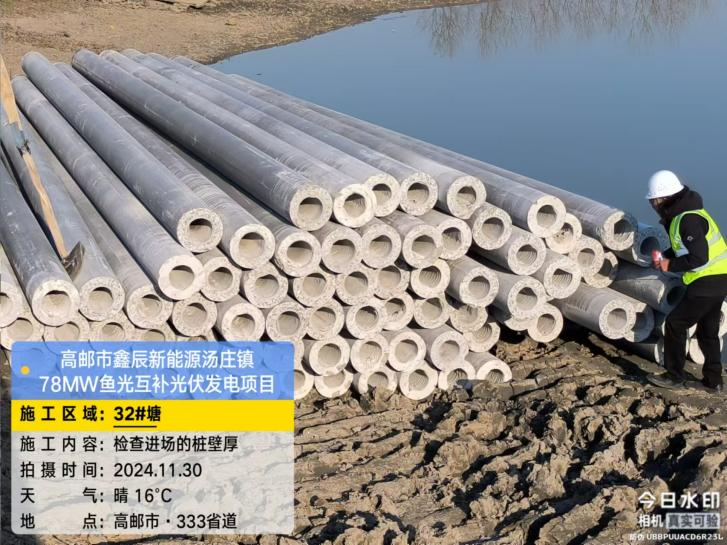 高邮市鑫辰新能源汤庄镇
78MW鱼光互补光伏发电项目
施工区域：32#塘
施工内容：检查进场的桩壁厚
拍摄时间：2024.11.30
天气：晴 16℃
地点：高邮市·333省道
今日水印
相机 真实可验
防伪 UBBPUUACD6R23L